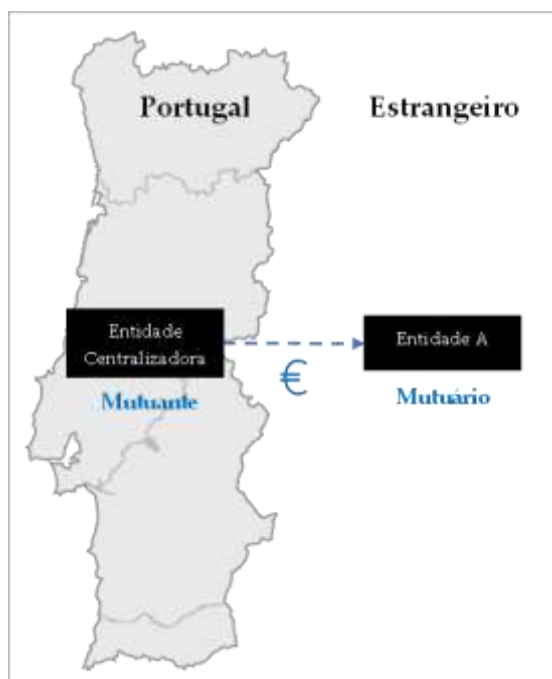 Portugal
Estrangeiro
Entidade
Centralizadora
Entidade A
€
Mutuante
Mutuário